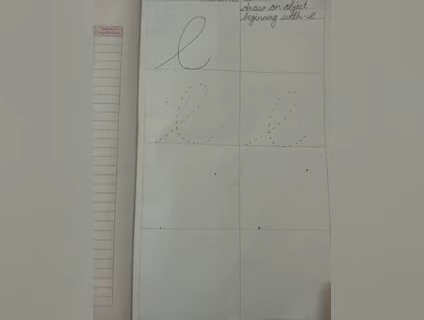 draw an object
beginning with-l
l
l l